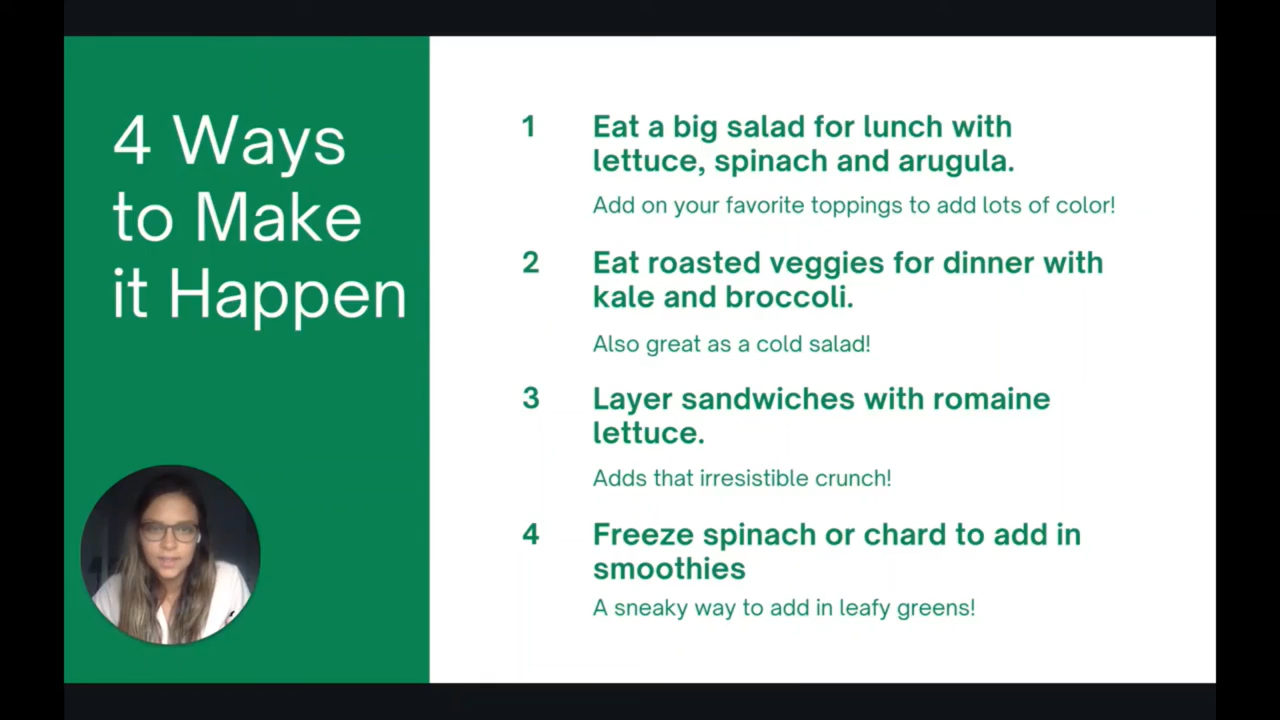 4 Ways
to Make
it Happen
1
Eat a big salad for lunch with
lettuce, spinach and arugula.
Add on your favorite toppings to add lots of color!
2
Eat roasted veggies for dinner with
kale and broccoli.
Also great as a cold salad!
3
Layer sandwiches with romaine
lettuce.
Adds that irresistible crunch!
4
Freeze spinach or chard to add in
smoothies
A sneaky way to add in leafy greens!